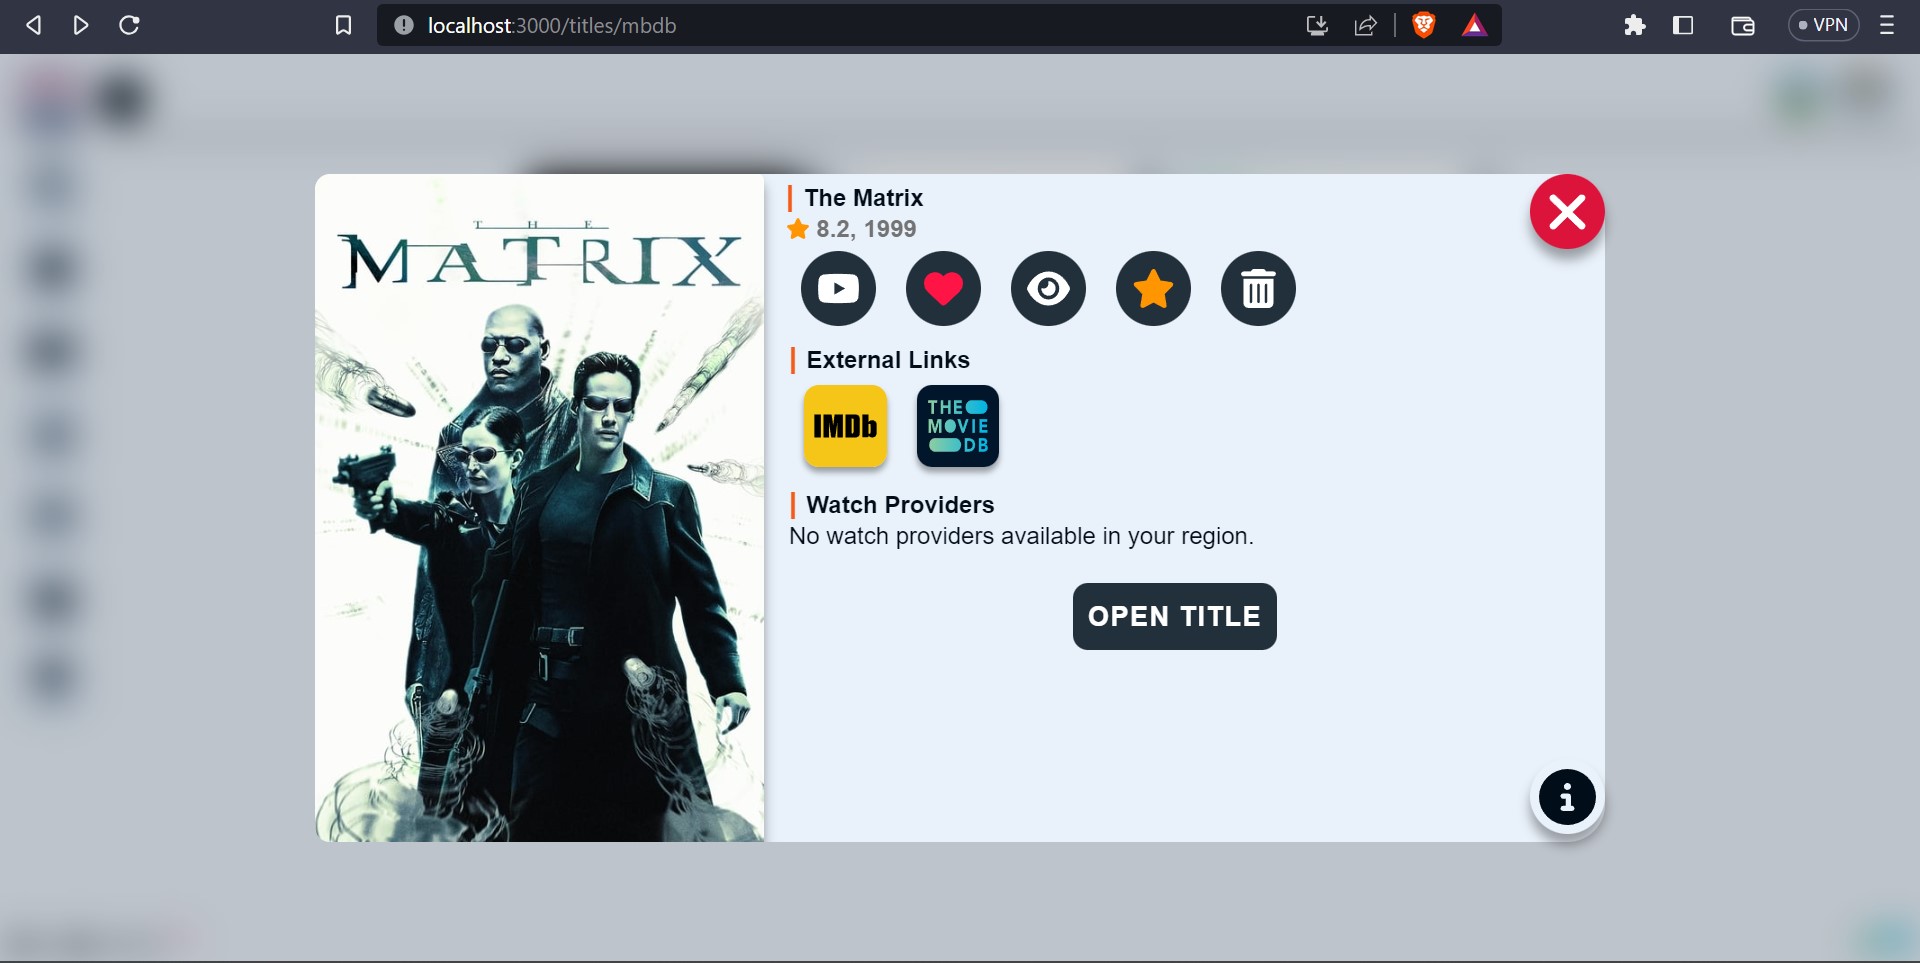 localhost:3000/titles/mbdb
VPN
THE
MATRIX
The Matrix
8.2, 1999
External Links
IMDb
THE
MOVIE
DB
Watch Providers
No watch providers available in your region.
OPEN TITLE